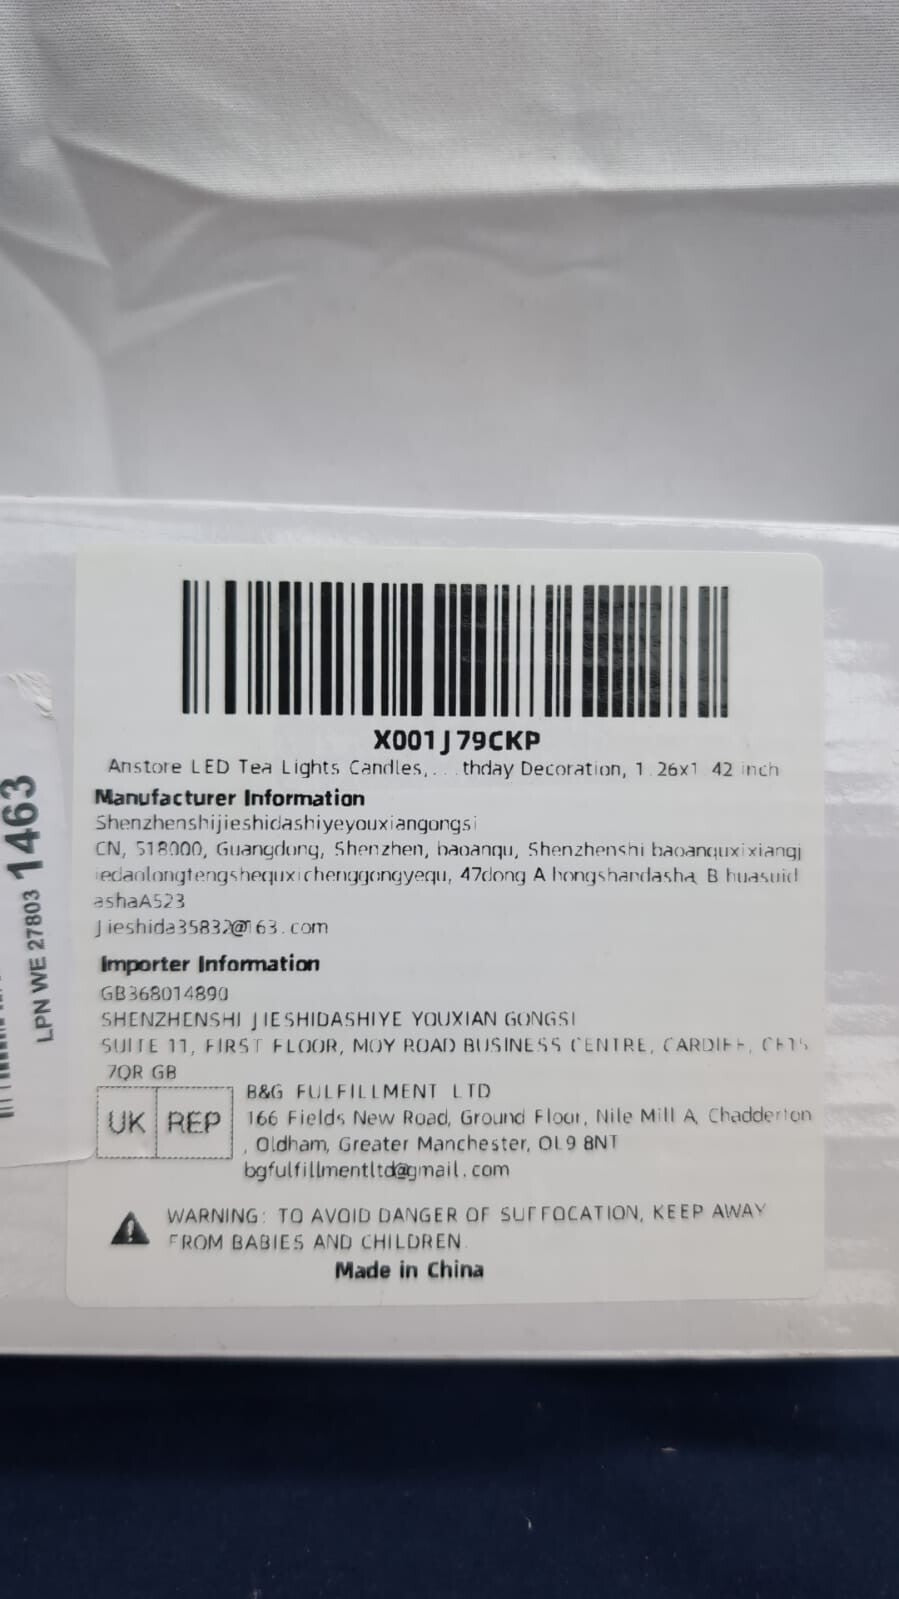 X001J79CKP
Anstore LED Tea Lights Candles,...thday Decoration, 1.26x1.42 inch
Manufacturer Information
Shenzhenshijieshidashiyeyouxiangongsi
CN, 518000, Guangdong, Shenzhen, baoanqu, Shenzhenshi baoanquxixiangj
iedaolongtengshequxichenggongyequ, 47dong A hongshandasha B huasuid
ashaA523
Jieshida35832@163.com
Importer Information
GB368014890
SHENZHENSHI JIESHIDASHIYE YOUXIAN GONGSI
SUITE 11, FIRST FLOOR, MOY ROAD BUSINESS CENTRE, CARDIFF, CF15
7QR GB
UK REP
B&G FULFILLMENT LTD
166 Fields New Road, Ground Floor, Nile Mill A, Chadderton
, Oldham, Greater Manchester, OL9 8NT
bgfulfillmentltd@gmail.com
WARNING: TO AVOID DANGER OF SUFFOCATION, KEEP AWAY
FROM BABIES AND CHILDREN.
Made in China
LPN WE 27803 1463